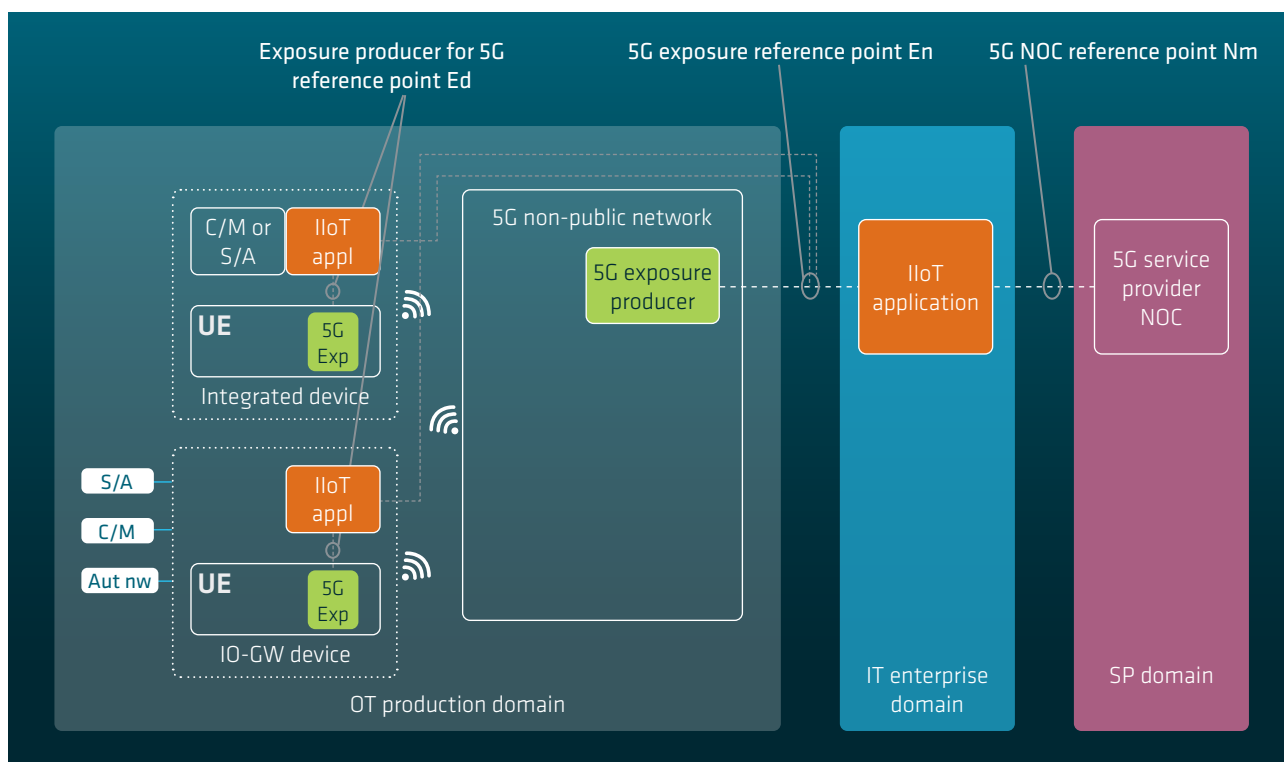 Exposure producer for 5G
reference point Ed
5G exposure reference point En
5G NOC reference point Nm
C/M or
S/A
IIoT
appl
UE
5G
Exp
Integrated device
S/A
C/M
Aut nw
IIoT
appl
UE
5G
Exp
IO-GW device
5G non-public network
5G exposure
producer
OT production domain
IIoT
application
IT enterprise
domain
5G service
provider
NOC
SP domain